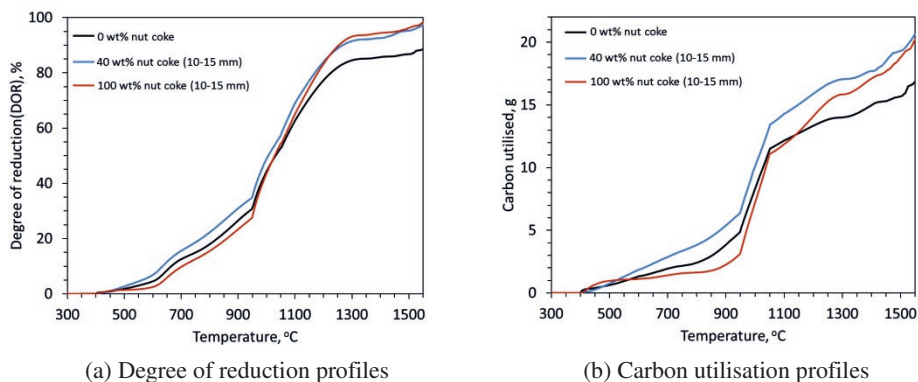 100
80
60
40
20
0
Degree of reduction(DOR), %
0 wt% nut coke
40 wt% nut coke (10-15 mm)
100 wt% nut coke (10-15 mm)
300 500 700 900 1100 1300 1500
Temperature, °C
(a) Degree of reduction profiles
20
15
10
5
0
Carbon utilised, g
0 wt% nut coke
40 wt% nut coke (10-15 mm)
100 wt% nut coke (10-15 mm)
300 500 700 900 1100 1300 1500
Temperature, °C
(b) Carbon utilisation profiles